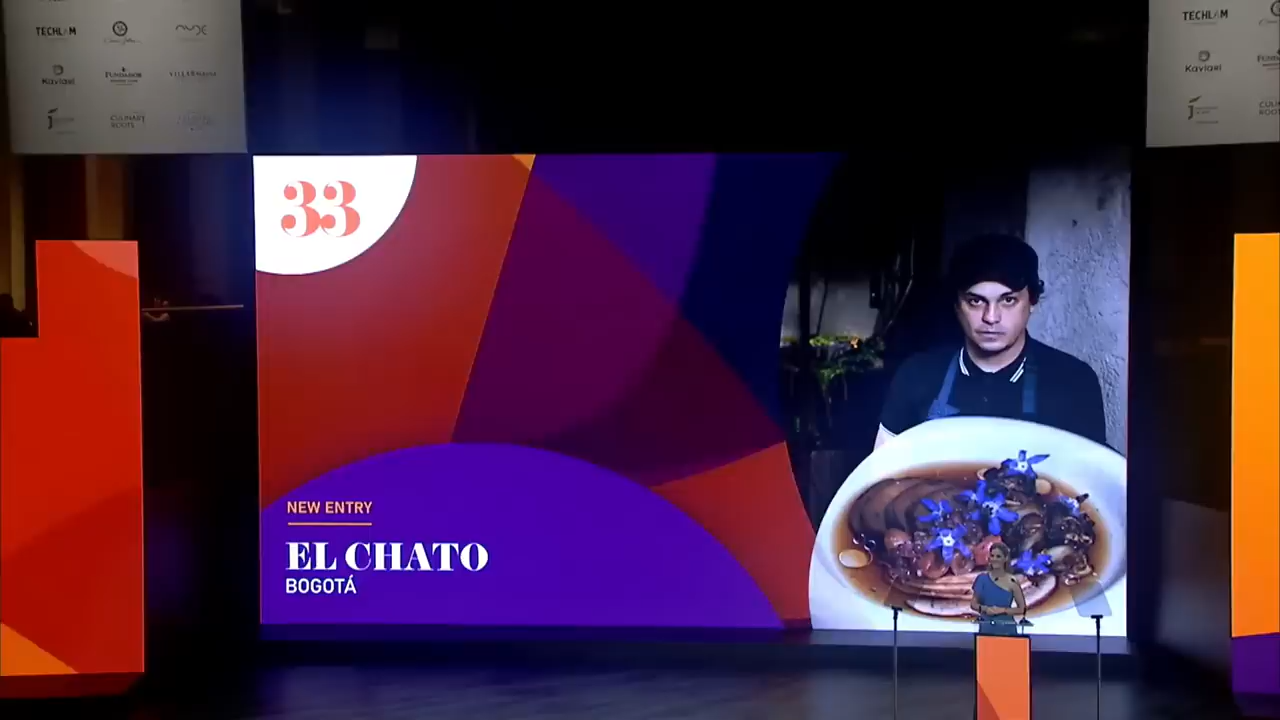 TECHLAM
Kaviari
FUNDADOR
CULINARY
ROOTS
33
NEW ENTRY
EL CHATO
BOGOTÁ
TECHLAM
Kaviari